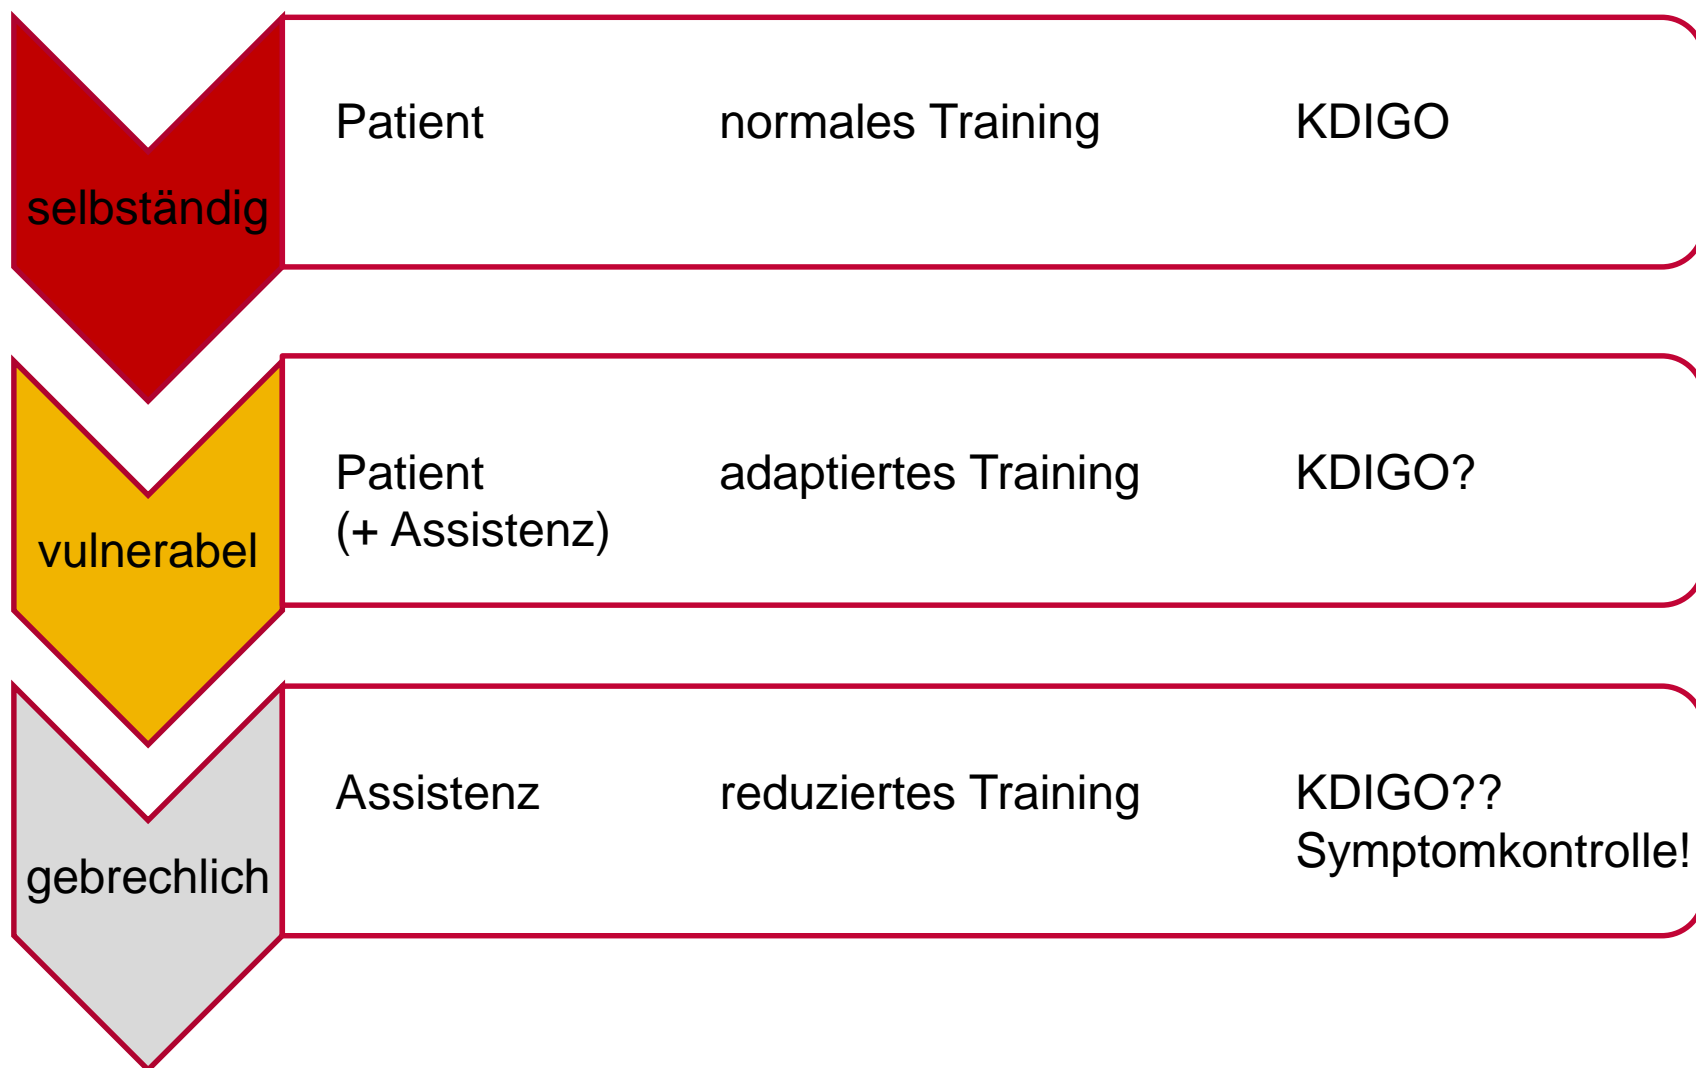 selbständig
Patient normales Training KDIGO
vulnerabel
Patient adaptiertes Training KDIGO?
(+ Assistenz)
gebrechlich
Assistenz reduziertes Training KDIGO??
Symptomkontrolle!